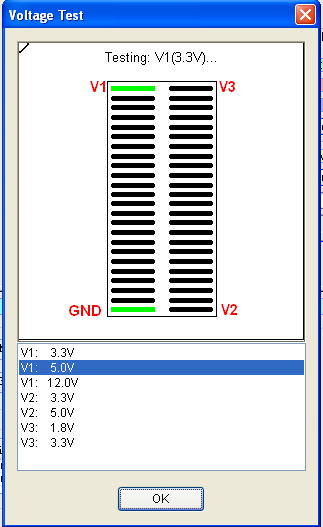 Voltage Test
Testing: V1(3.3V)...
V1 V3
GND V2
V1: 3.3V
V1: 5.0V
V1: 12.0V
V2: 3.3V
V2: 5.0V
V3: 1.8V
V3: 3.3V
OK